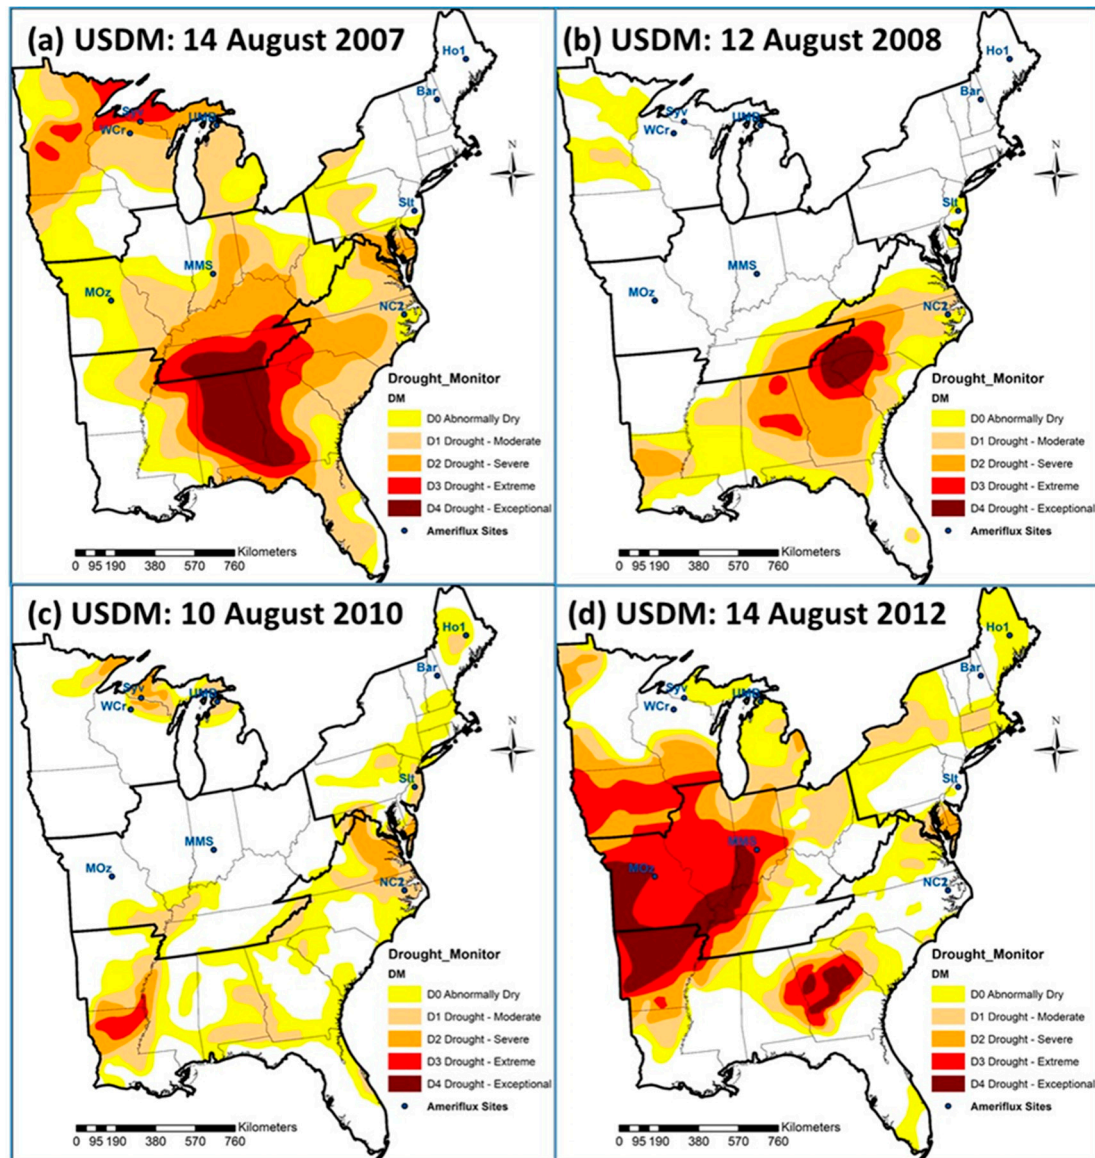 (a) USDM: 14 August 2007
Ho1
Bar
Syv
UMB
WCr
N
Slt
MMS
MOz
NC2
Drought_Monitor
DM
D0 Abnormally Dry
D1 Drought - Moderate
D2 Drought - Severe
D3 Drought - Extreme
D4 Drought - Exceptional
Ameriflux Sites
Kilometers
0 95 190 380 570 760
(b) USDM: 12 August 2008
Ho1
Bar
Syv
UMB
WCr
N
Slt
MMS
MOz
NC2
Drought_Monitor
DM
D0 Abnormally Dry
D1 Drought - Moderate
D2 Drought - Severe
D3 Drought - Extreme
D4 Drought - Exceptional
Ameriflux Sites
Kilometers
0 95 190 380 570 760
(c) USDM: 10 August 2010
Ho1
Bar
Syv
UMB
WCr
N
Slt
MMS
MOz
NC2
Drought_Monitor
DM
D0 Abnormally Dry
D1 Drought - Moderate
D2 Drought - Severe
D3 Drought - Extreme
D4 Drought - Exceptional
Ameriflux Sites
Kilometers
0 95 190 380 570 760
(d) USDM: 14 August 2012
Ho1
Bar
Syv
UMB
WCr
N
Slt
MMS
MOz
NC2
Drought_Monitor
DM
D0 Abnormally Dry
D1 Drought - Moderate
D2 Drought - Severe
D3 Drought - Extreme
D4 Drought - Exceptional
Ameriflux Sites
Kilometers
0 95 190 380 570 760